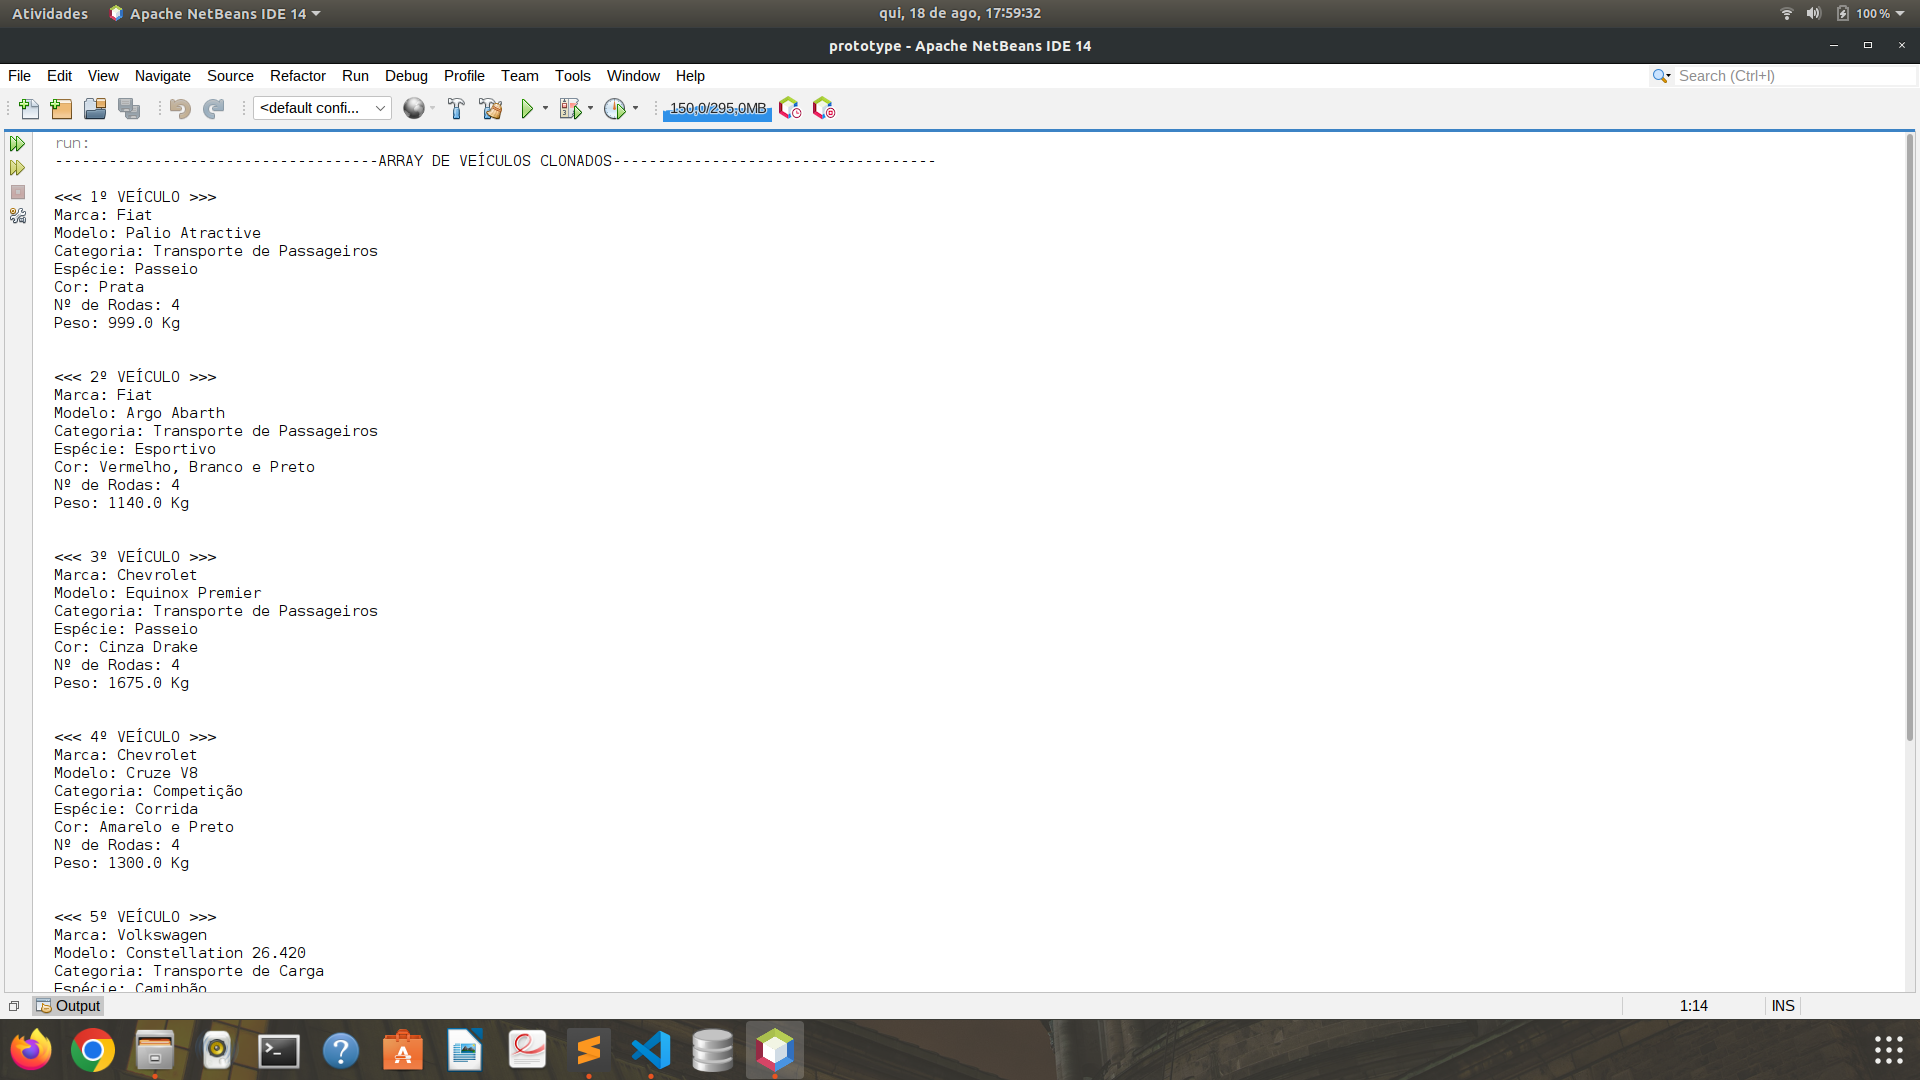 Atividades Apache NetBeans IDE 14 qui, 18 de ago, 17:59:32 100 %
prototype - Apache NetBeans IDE 14
File Edit View Navigate Source Refactor Run Debug Profile Team Tools Window Help Search (Ctrl+I)
<default confi... 150,0/295,0MB
run:
------------------------------------ARRAY DE VEÍCULOS CLONADOS------------------------------------
<<< 1º VEÍCULO >>>
Marca: Fiat
Modelo: Palio Atractive
Categoria: Transporte de Passageiros
Espécie: Passeio
Cor: Prata
Nº de Rodas: 4
Peso: 999.0 Kg
<<< 2º VEÍCULO >>>
Marca: Fiat
Modelo: Argo Abarth
Categoria: Transporte de Passageiros
Espécie: Esportivo
Cor: Vermelho, Branco e Preto
Nº de Rodas: 4
Peso: 1140.0 Kg
<<< 3º VEÍCULO >>>
Marca: Chevrolet
Modelo: Equinox Premier
Categoria: Transporte de Passageiros
Espécie: Passeio
Cor: Cinza Drake
Nº de Rodas: 4
Peso: 1675.0 Kg
<<< 4º VEÍCULO >>>
Marca: Chevrolet
Modelo: Cruze V8
Categoria: Competição
Espécie: Corrida
Cor: Amarelo e Preto
Nº de Rodas: 4
Peso: 1300.0 Kg
<<< 5º VEÍCULO >>>
Marca: Volkswagen
Modelo: Constellation 26.420
Categoria: Transporte de Carga
Espécie: Caminhão
Output 1:14 INS